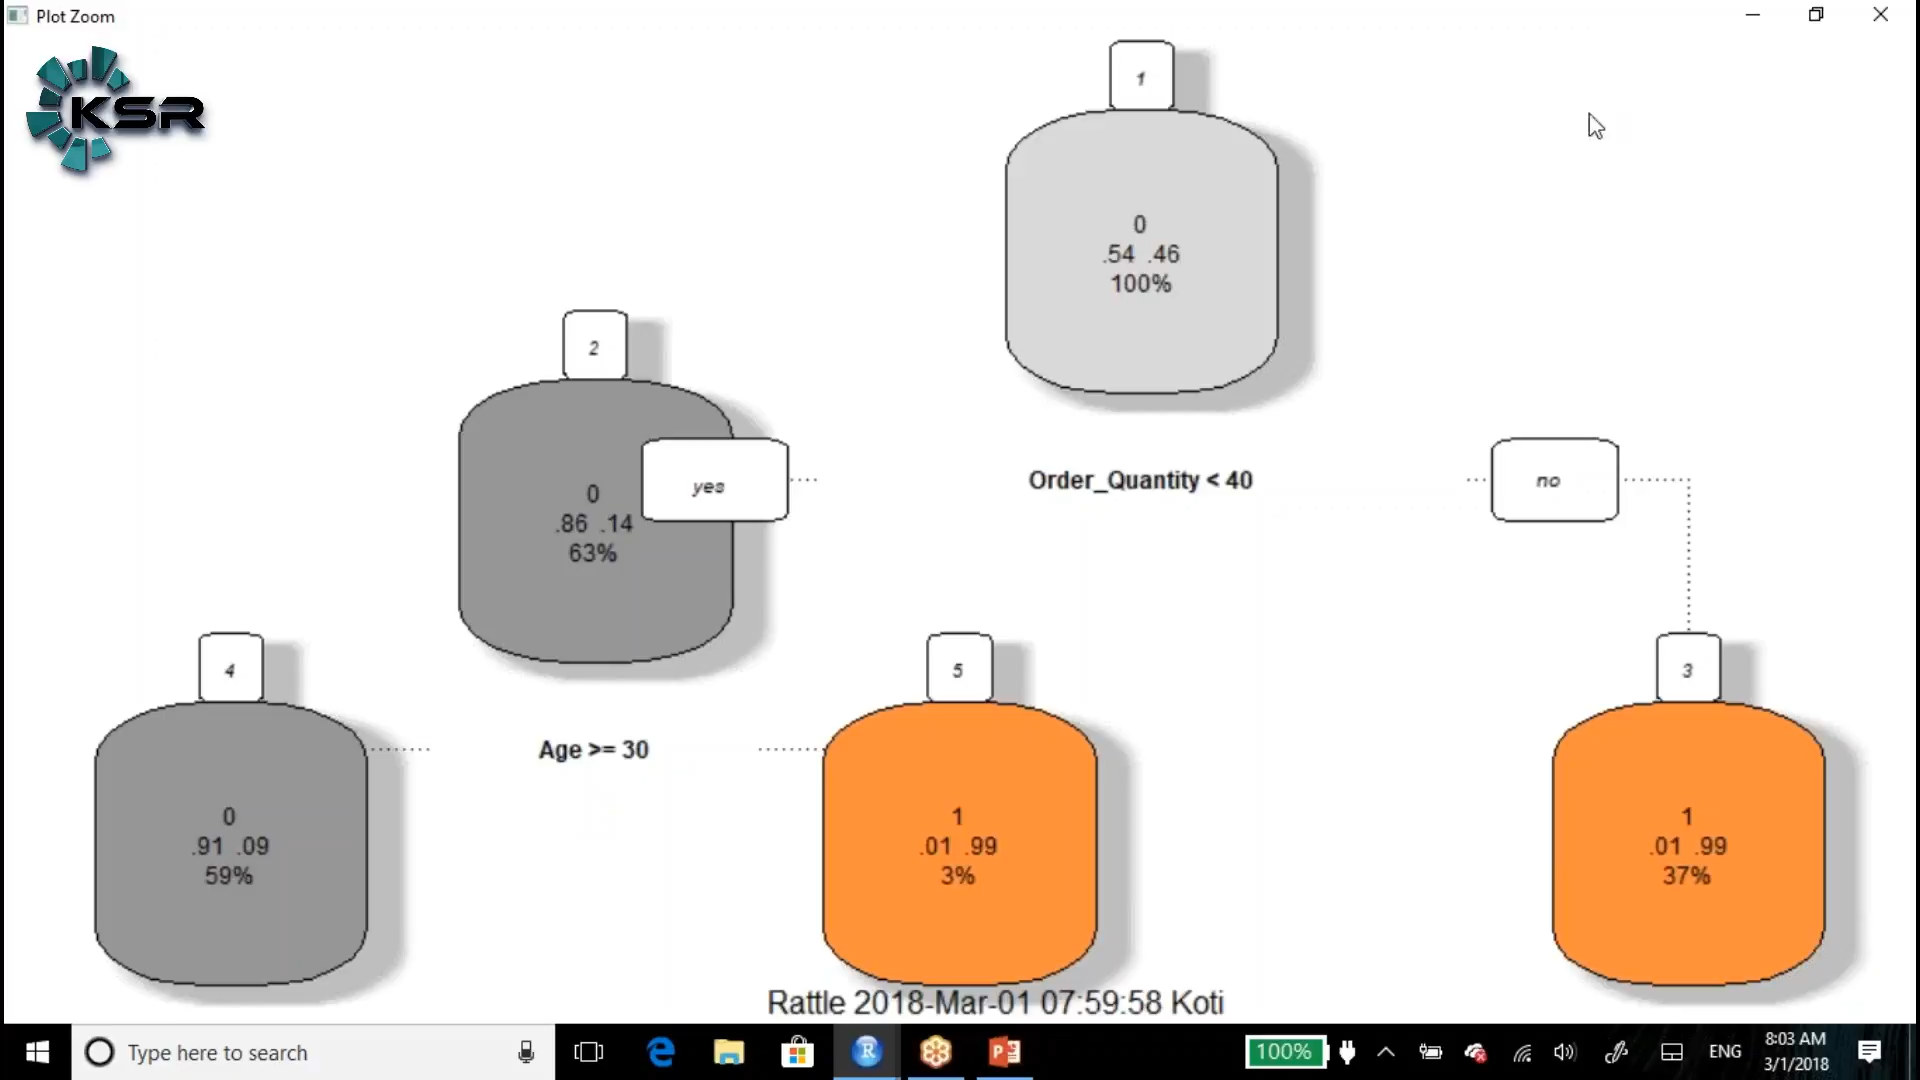 Plot Zoom
KSR
1
0
.54 .46
100%
2
0
.86 .14
63%
yes
Order_Quantity < 40
no
4
5
3
Age >= 30
0
.91 .09
59%
1
.01 .99
3%
1
.01 .99
37%
Rattle 2018-Mar-01 07:59:58 Koti
Type here to search
100%
ENG
8:03 AM
3/1/2018